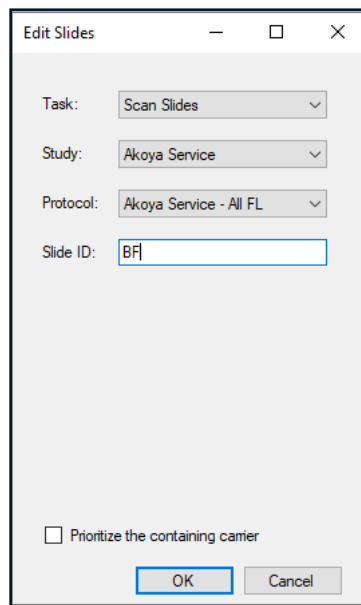 Edit Slides
Task: Scan Slides
Study: Akoya Service
Protocol: Akoya Service - All FL
Slide ID: BF
Prioritize the containing carrier
OK Cancel